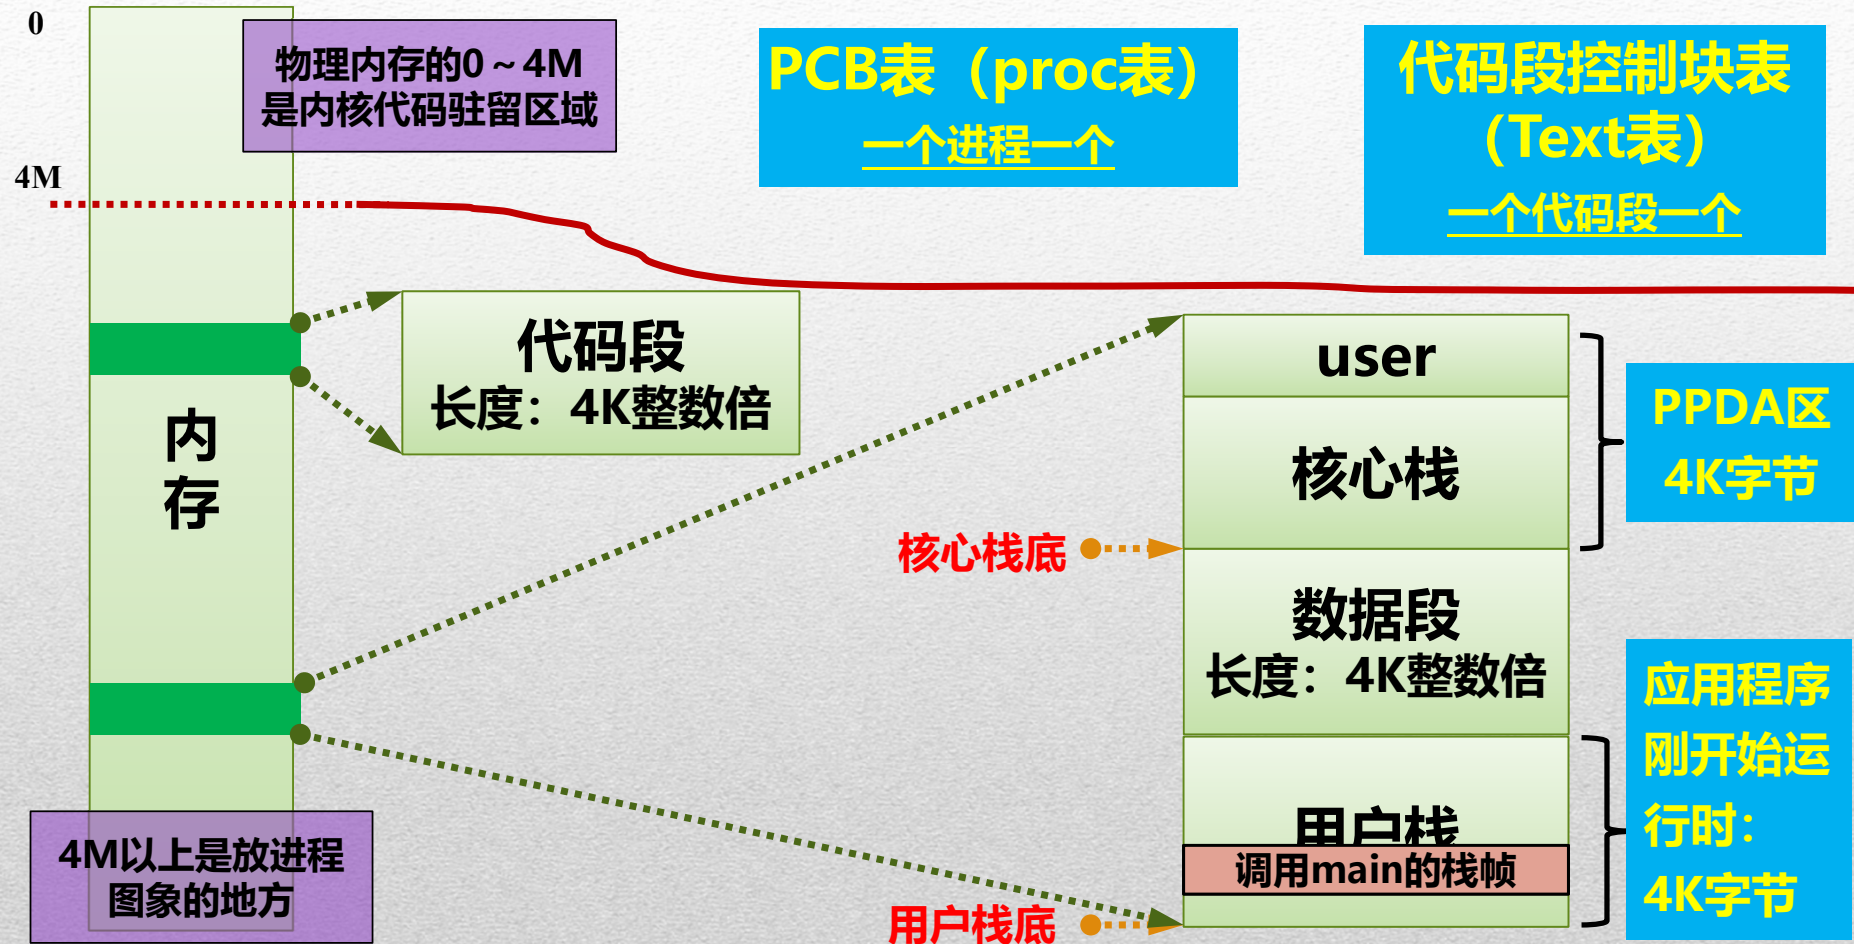 0
物理内存的0~4M
是内核代码驻留区域
PCB表（proc表）
一个进程一个
代码段控制块表
（Text表）
一个代码段一个
4M
代码段
长度：4K整数倍
user
核心栈
PPDA区
4K字节
内
存
核心栈底
数据段
长度：4K整数倍
应用程序
刚开始运
行时：
4K字节
用户栈
调用main的栈帧
4M以上是放进程
图象的地方
用户栈底